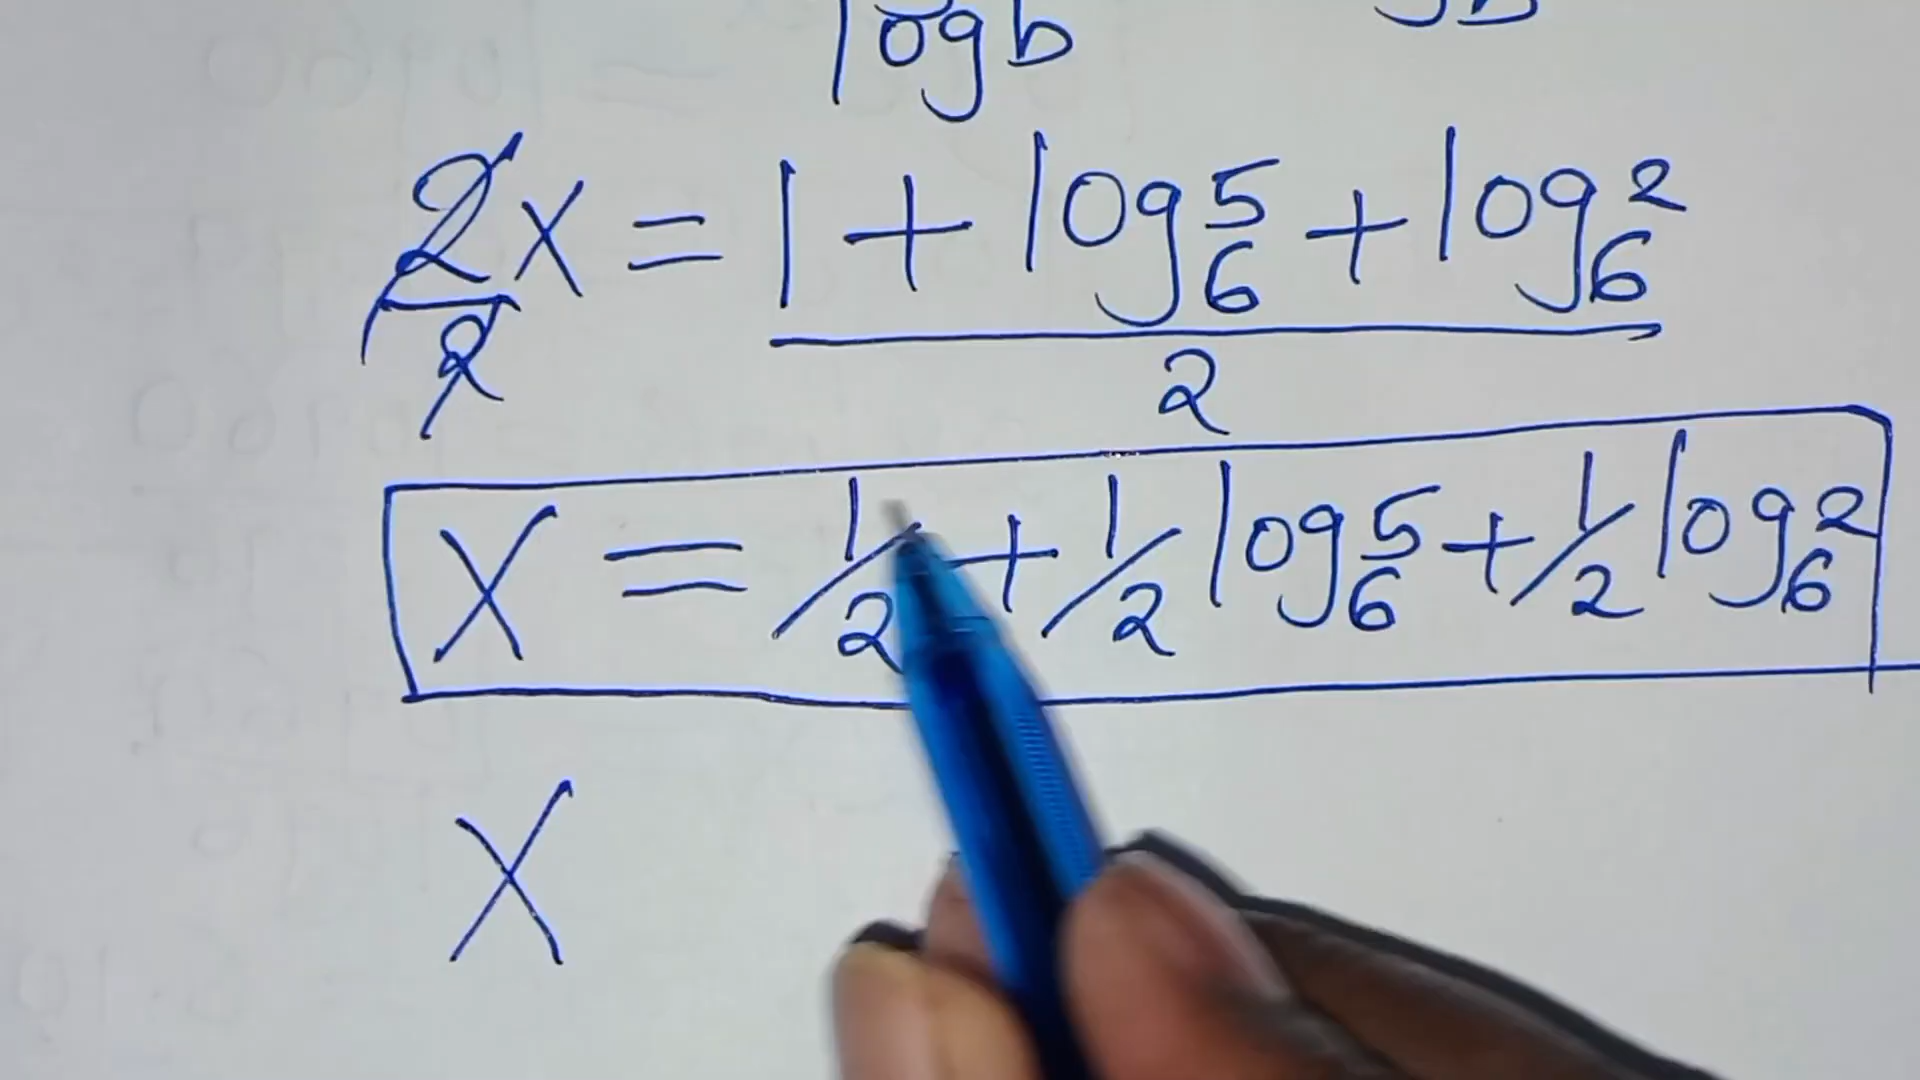 log b
2x/2 = (1 + log₆5 + log₆2)/2
x = 1/2 + 1/2 log₆5 + 1/2 log₆2
x